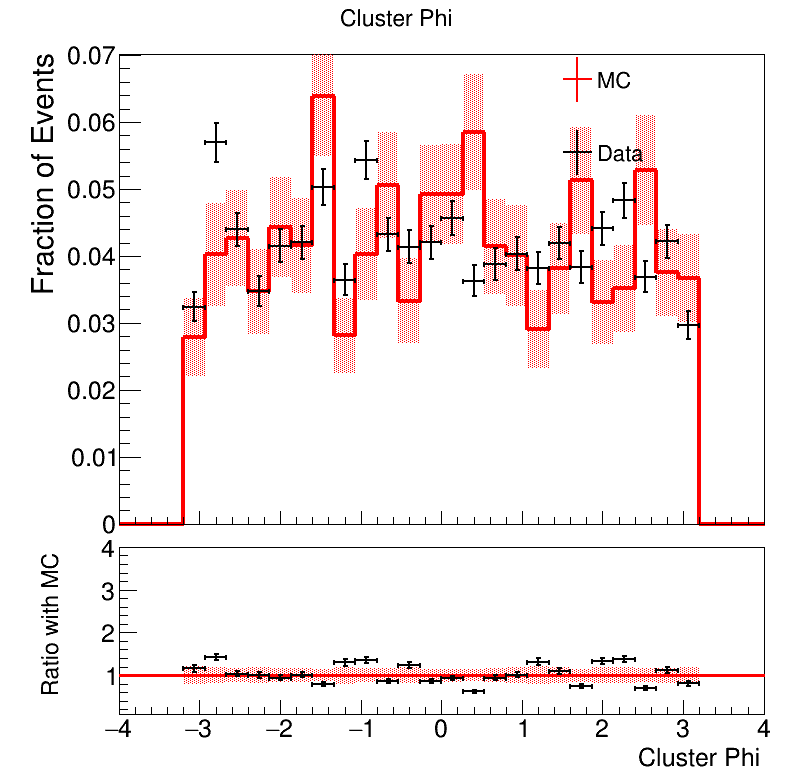 Cluster Phi
Fraction of Events
0.07
0.06
0.05
0.04
0.03
0.02
0.01
0
MC
Data
Ratio with MC
4
3
2
1
−4 −3 −2 −1 0 1 2 3 4
Cluster Phi